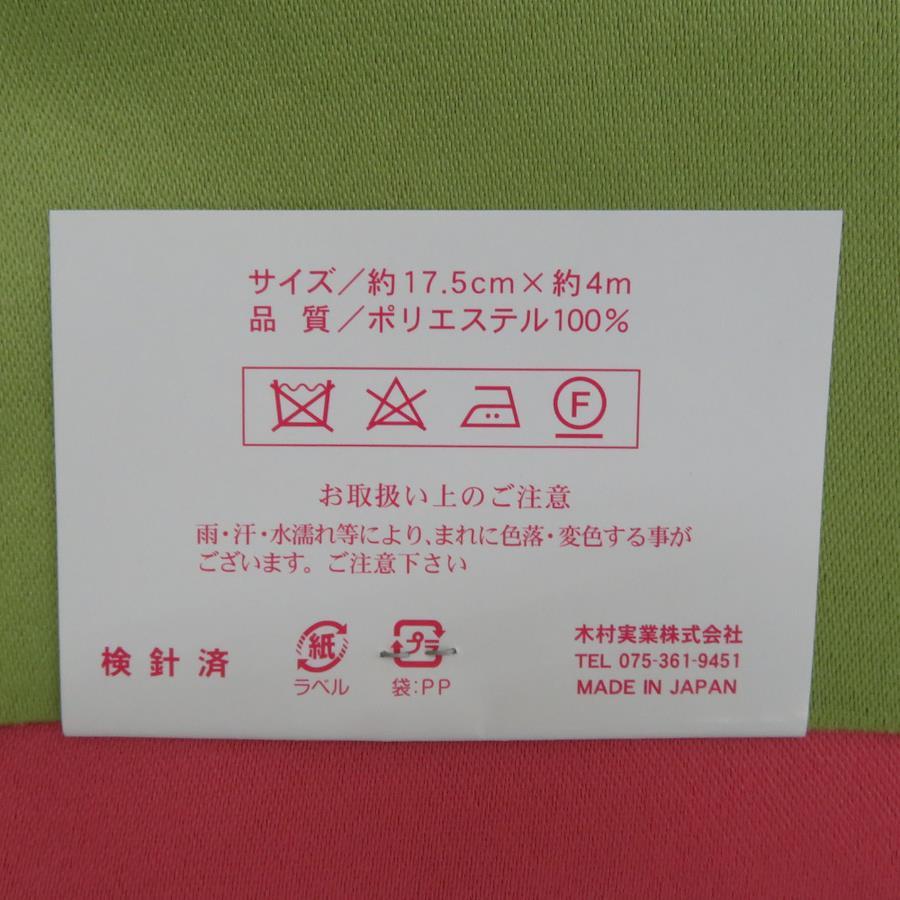 サイズ／約17.5cm×約4m
品 質／ポリエステル100%
F
お取扱い上のご注意
雨・汗・水濡れ等により、まれに色落・変色する事が
ございます。ご注意下さい
検針済
紙
ラベル
プラ
袋：PP
木村実業株式会社
TEL 075-361-9451
MADE IN JAPAN